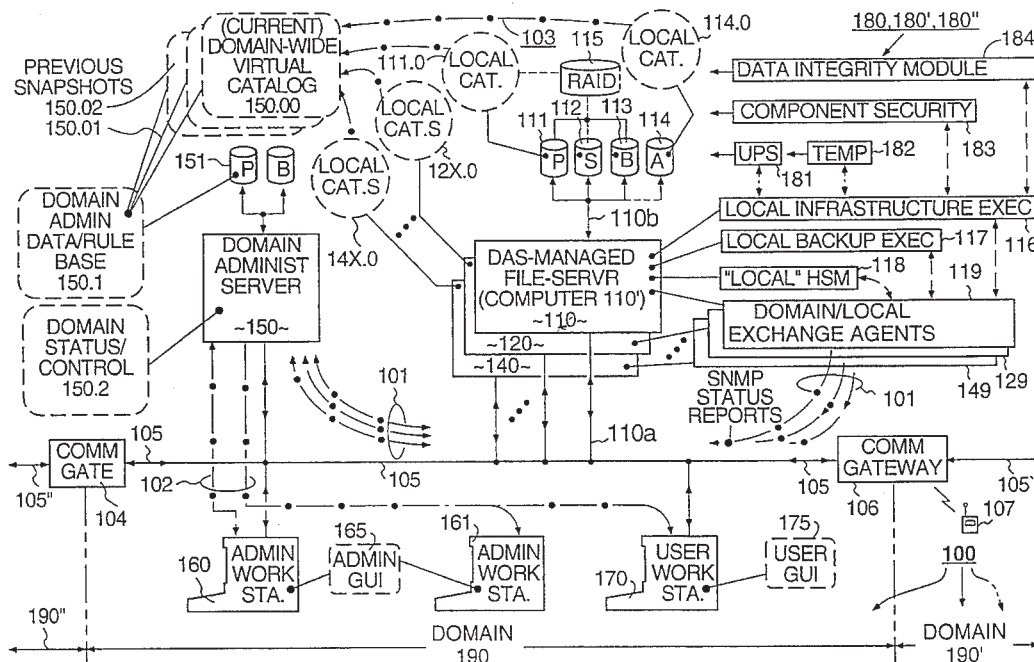 (CURRENT)
DOMAIN-WIDE
VIRTUAL
CATALOG
150.00
PREVIOUS
SNAPSHOTS
150.02
150.01
103
111.0
LOCAL
CAT.
114.0
LOCAL
CAT.
115
RAID
180,180',180"
184
DATA INTEGRITY MODULE
COMPONENT SECURITY
183
UPS
181
TEMP
182
LOCAL
CAT.S
12X.0
LOCAL
CAT.S
14X.0
111
112
113
114
P
S
B
A
110b
151
P
B
DOMAIN
ADMIN
DATA/RULE
BASE
150.1
DOMAIN
ADMINIST
SERVER
~150~
DOMAIN
STATUS/
CONTROL
150.2
DAS-MANAGED
FILE-SERVR
(COMPUTER 110')
~110~
~120~
~140~
LOCAL INFRASTRUCTURE EXEC
116
LOCAL BACKUP EXEC
117
"LOCAL" HSM
118
119
DOMAIN/LOCAL
EXCHANGE AGENTS
129
149
SNMP
STATUS
REPORTS
101
101
110a
105
COMM
GATE
104
105"
102
105
105
COMM
GATEWAY
106
105'
107
100
160
ADMIN
WORK
STA.
165
ADMIN
GUI
161
ADMIN
WORK
STA.
170
USER
WORK
STA.
175
USER
GUI
190"
DOMAIN
190
DOMAIN
190'